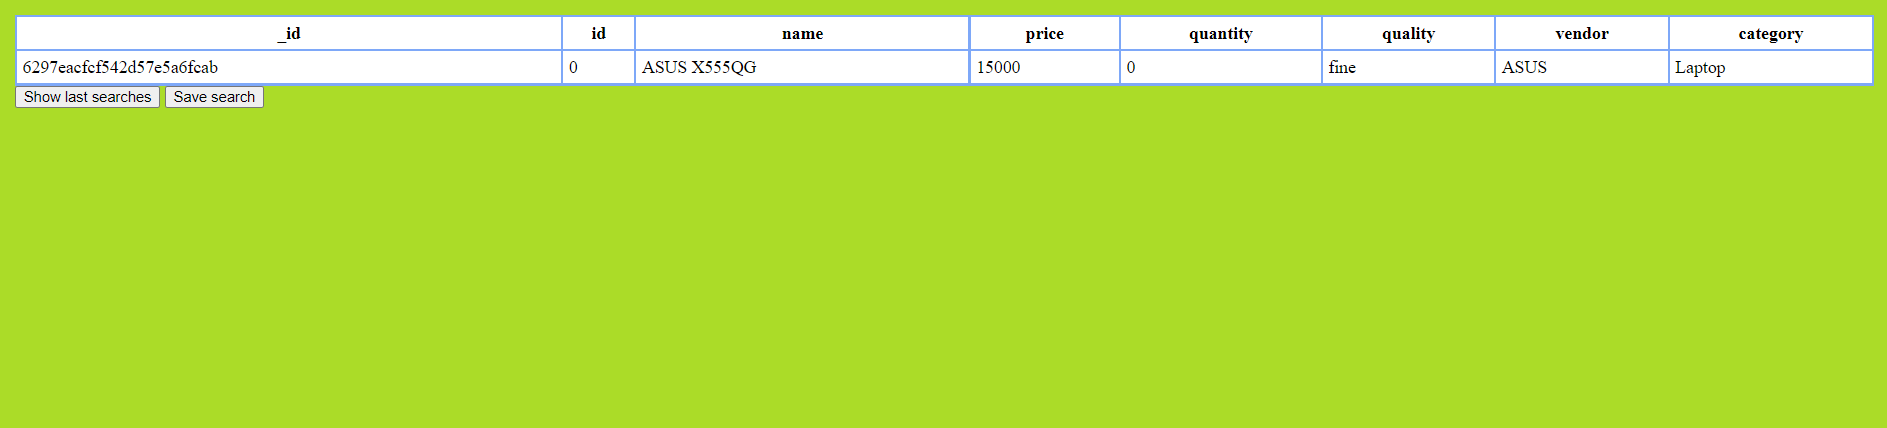 _id id name price quantity quality vendor category
6297eacfcf542d57e5a6fcab 0 ASUS X555QG 15000 0 fine ASUS Laptop
Show last searches Save search